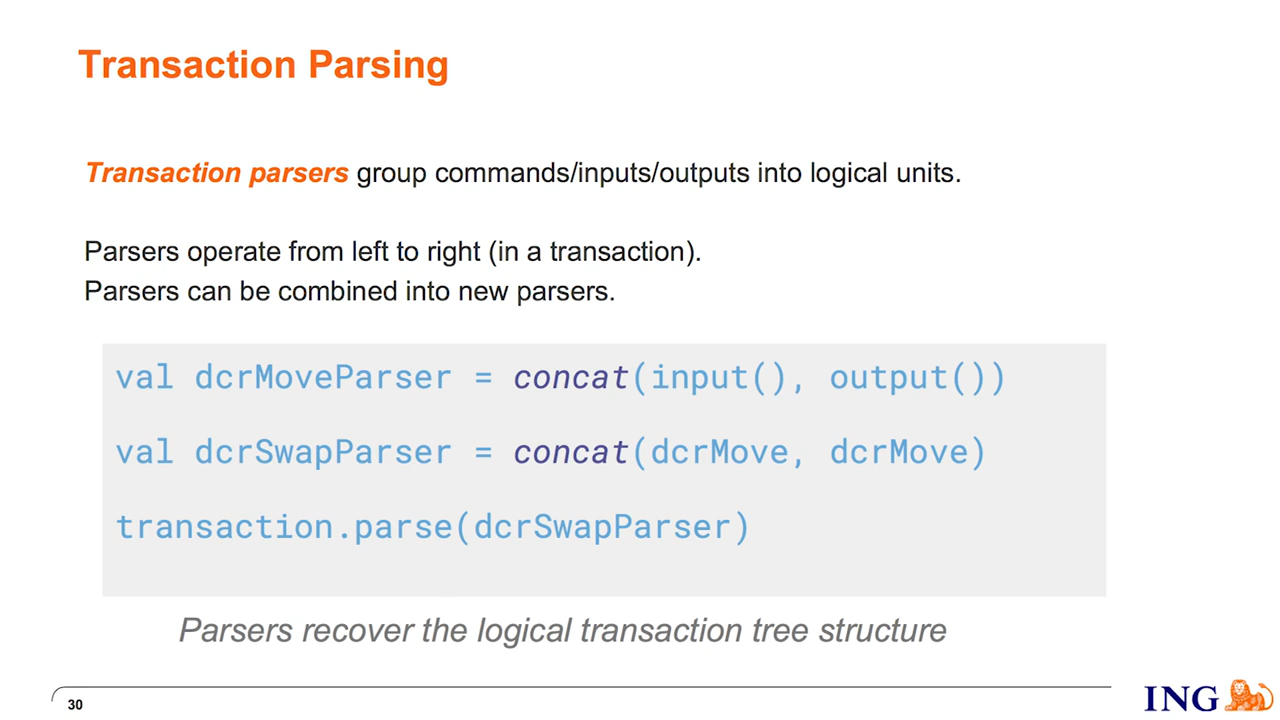 Transaction Parsing
Transaction parsers group commands/inputs/outputs into logical units.
Parsers operate from left to right (in a transaction).
Parsers can be combined into new parsers.
val dcrMoveParser = concat(input(), output())
val dcrSwapParser = concat(dcrMove, dcrMove)
transaction.parse(dcrSwapParser)
Parsers recover the logical transaction tree structure
30
ING